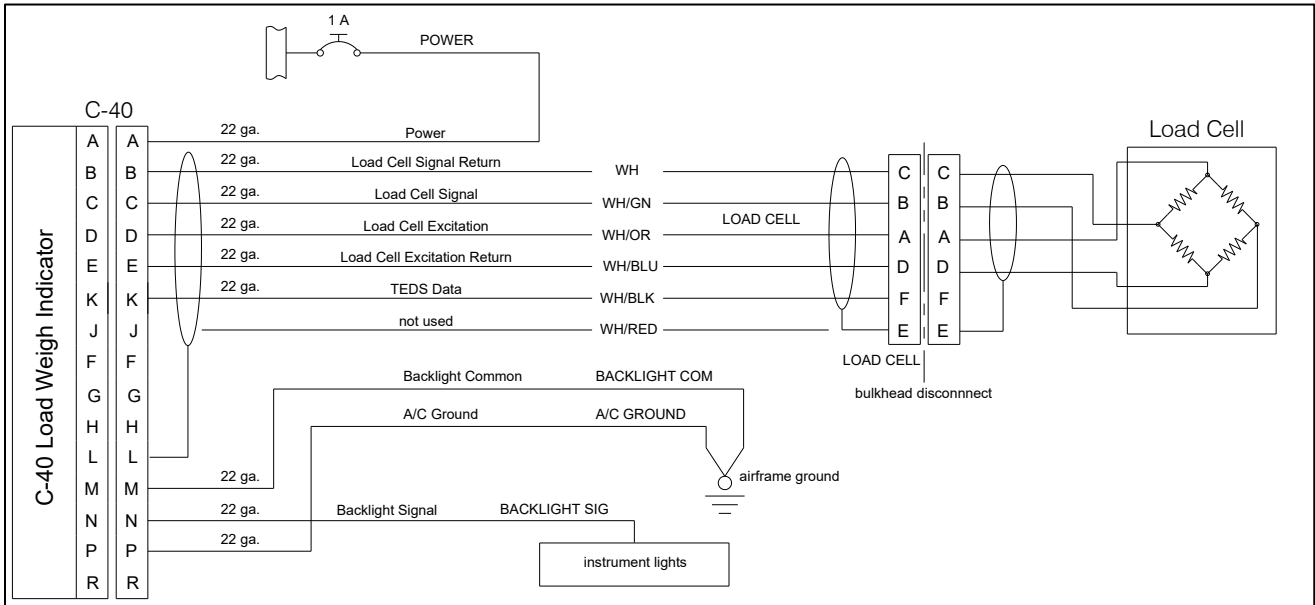 1 A
POWER
C-40
Load Cell
C-40 Load Weigh Indicator
A A 22 ga. Power
B B 22 ga. Load Cell Signal Return WH C C
C C 22 ga. Load Cell Signal WH/GN LOAD CELL B B
D D 22 ga. Load Cell Excitation WH/OR A A
E E 22 ga. Load Cell Excitation Return WH/BLU D D
K K 22 ga. TEDS Data WH/BLK F F
J J not used WH/RED E E
F F
LOAD CELL
bulkhead disconnnect
G G Backlight Common BACKLIGHT COM
H H A/C Ground A/C GROUND
L L
M M 22 ga.
airframe ground
N N 22 ga. Backlight Signal BACKLIGHT SIG
P P 22 ga.
instrument lights
R R